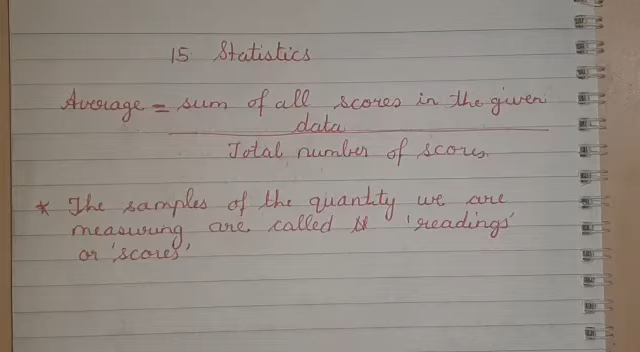 15 Statistics
Average = sum of all scores in the given
data
Total number of scores
* The samples of the quantity we are
measuring are called 'readings'
or 'scores'